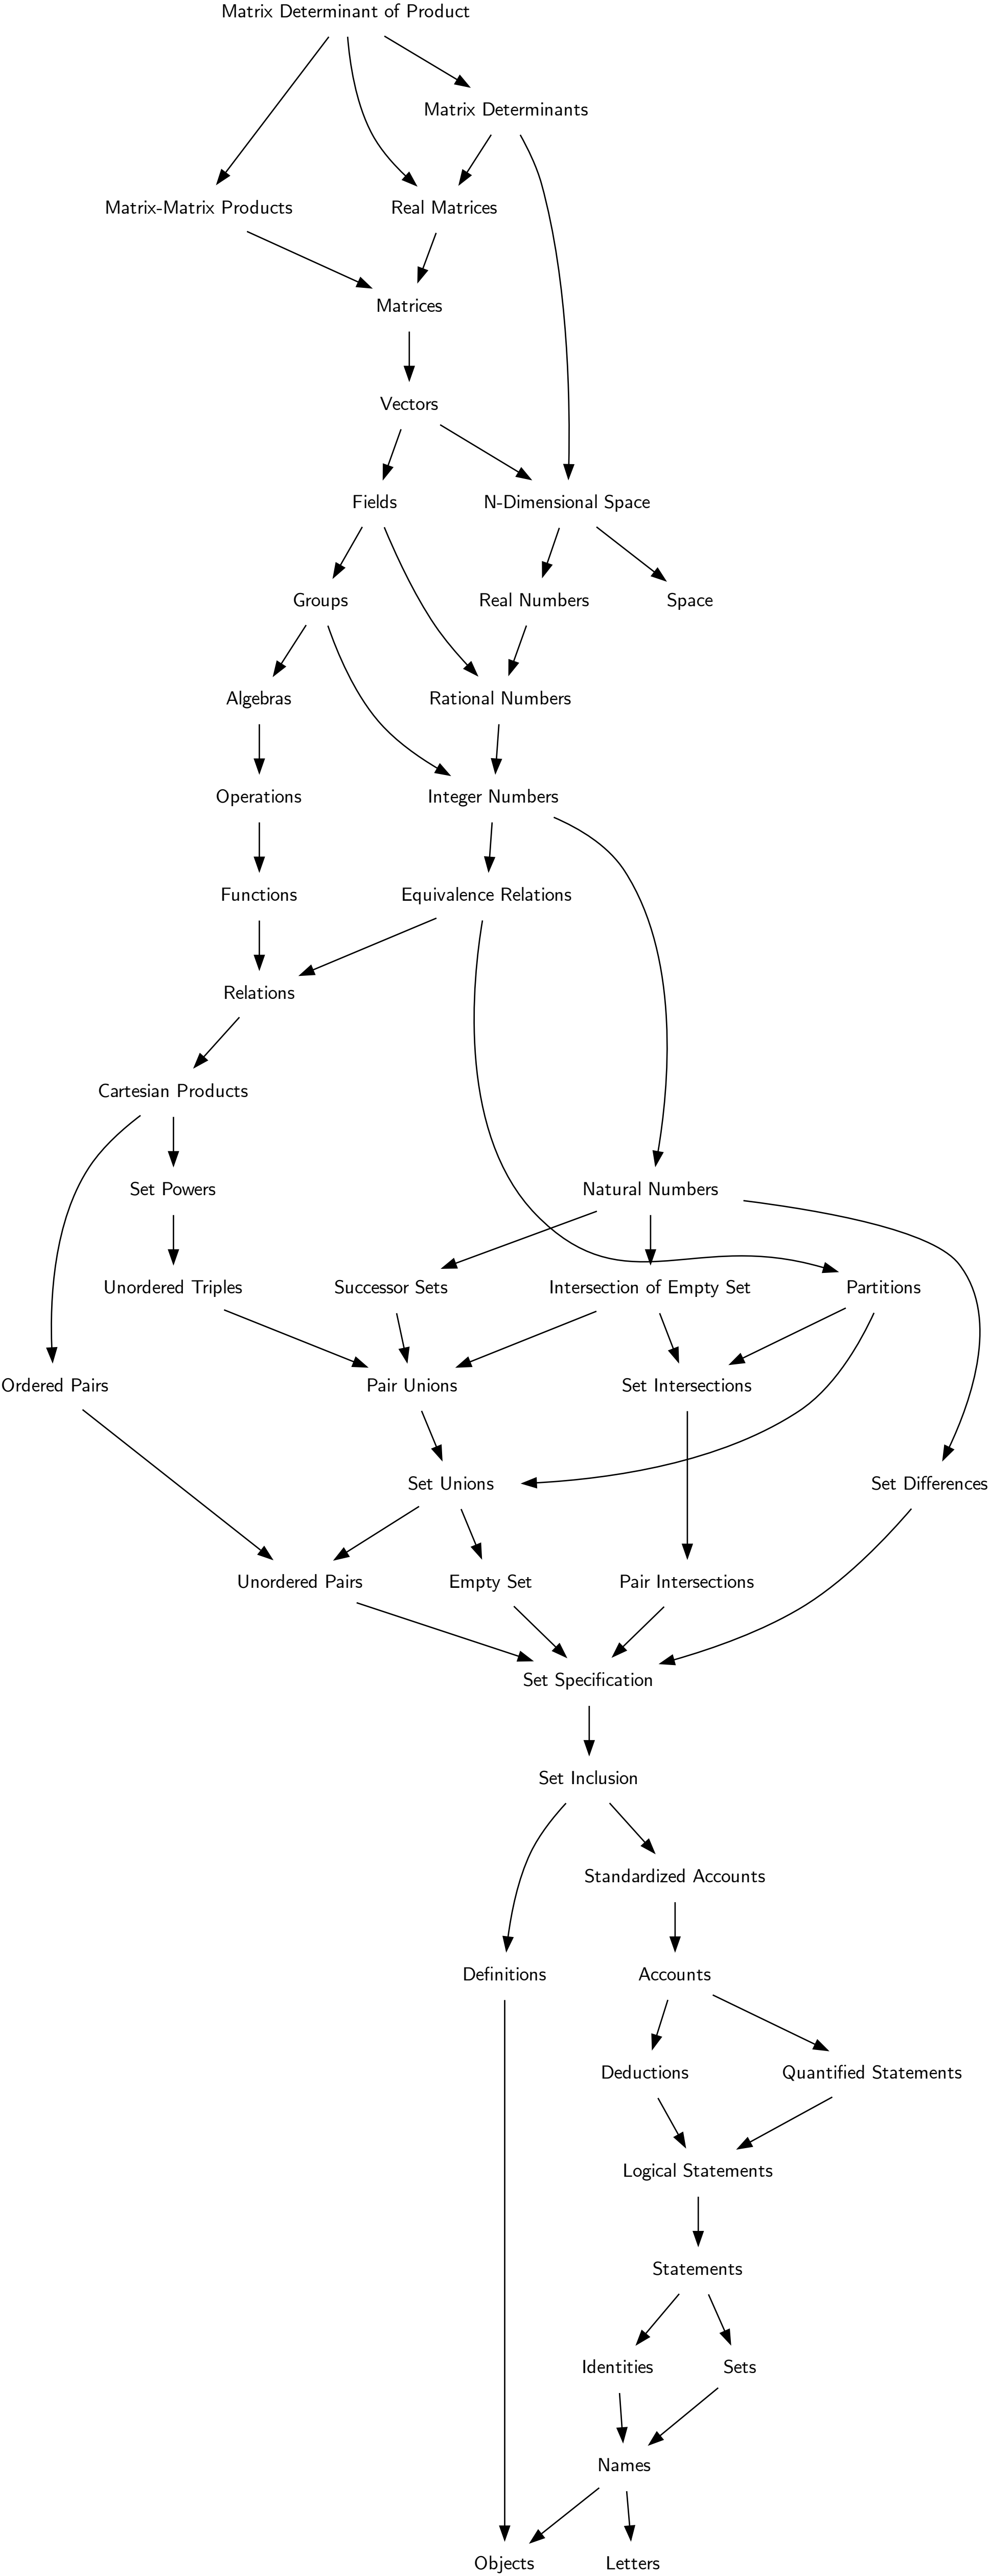 Matrix Determinant of Product
Matrix Determinants
Matrix-Matrix Products
Real Matrices
Matrices
Vectors
Fields
N-Dimensional Space
Groups
Real Numbers
Space
Algebras
Rational Numbers
Operations
Integer Numbers
Functions
Equivalence Relations
Relations
Cartesian Products
Set Powers
Natural Numbers
Unordered Triples
Successor Sets
Intersection of Empty Set
Partitions
Ordered Pairs
Pair Unions
Set Intersections
Set Unions
Set Differences
Unordered Pairs
Empty Set
Pair Intersections
Set Specification
Set Inclusion
Standardized Accounts
Definitions
Accounts
Deductions
Quantified Statements
Logical Statements
Statements
Identities
Sets
Names
Objects
Letters